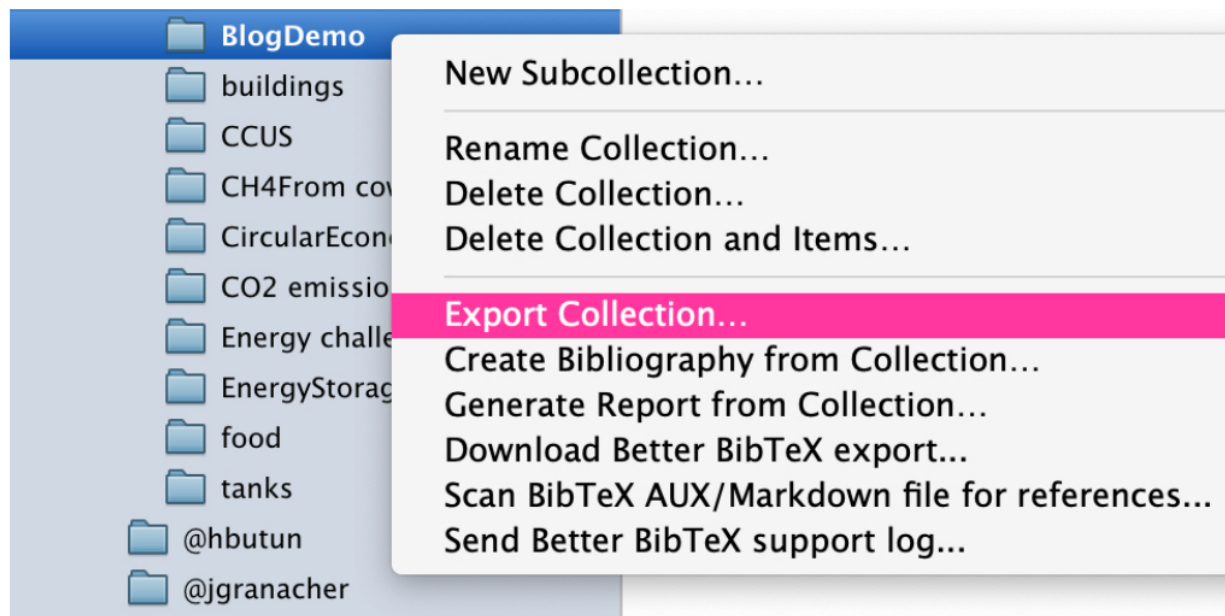 BlogDemo
buildings
CCUS
CH4From
CircularEcon
CO2 emissio
Energy challe
EnergyStorag
food
tanks
@hbutun
@jgranacher
New Subcollection...
Rename Collection...
Delete Collection...
Delete Collection and Items...
Export Collection...
Create Bibliography from Collection...
Generate Report from Collection...
Download Better BibTeX export...
Scan BibTeX AUX/Markdown file for references...
Send Better BibTeX support log...